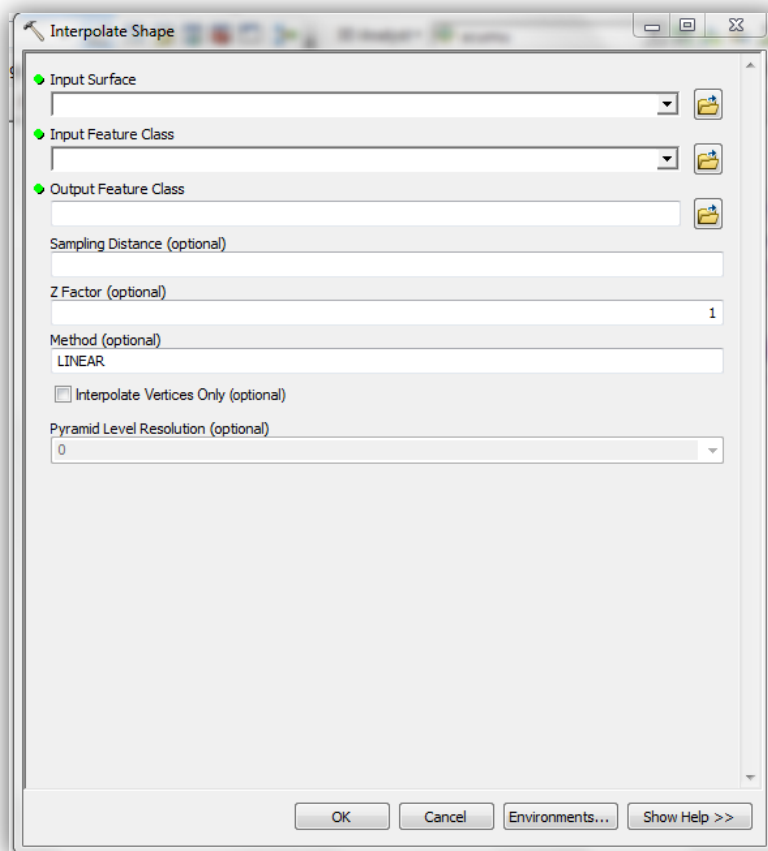 Interpolate Shape
Input Surface
Input Feature Class
Output Feature Class
Sampling Distance (optional)
Z Factor (optional)
1
Method (optional)
LINEAR
Interpolate Vertices Only (optional)
Pyramid Level Resolution (optional)
0
OK Cancel Environments... Show Help >>